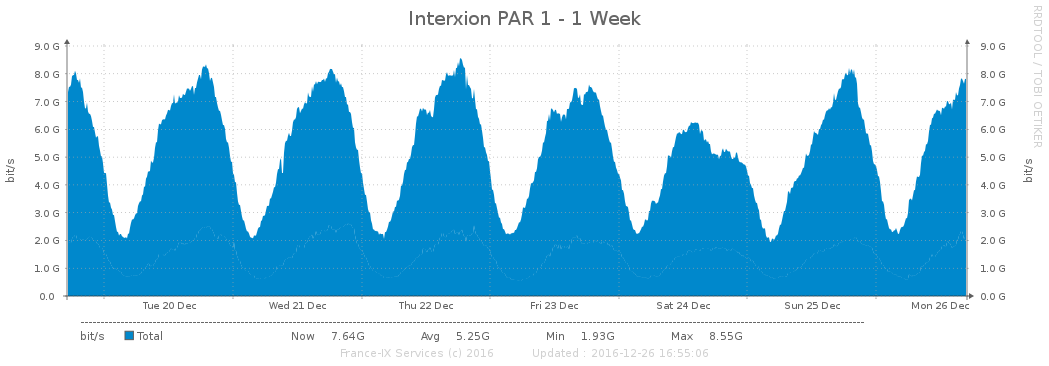 Interxion PAR 1 - 1 Week
RRDTOOL / TOBI OETIKER
9.0 G 9.0 G
8.0 G 8.0 G
7.0 G 7.0 G
6.0 G 6.0 G
5.0 G 5.0 G
4.0 G 4.0 G
3.0 G 3.0 G
2.0 G 2.0 G
1.0 G 1.0 G
0.0 0.0 G
bit/s
bit/s
Tue 20 Dec Wed 21 Dec Thu 22 Dec Fri 23 Dec Sat 24 Dec Sun 25 Dec Mon 26 Dec
bit/s Total Now 7.64G Avg 5.25G Min 1.93G Max 8.55G
France-IX Services (c) 2016 Updated : 2016-12-26 16:55:06